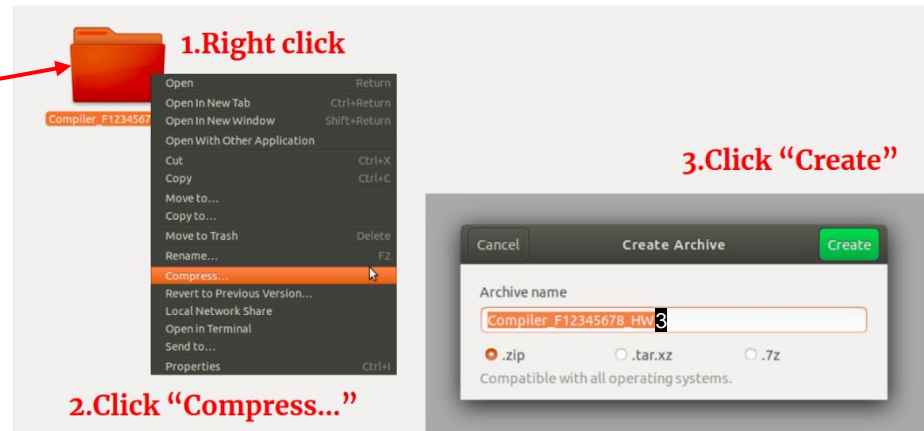 1.Right click
Compiler_F1234567
Open Return
Open In New Tab Ctrl+Return
Open In New Window Shift+Return
Open With Other Application
Cut Ctrl+X
Copy Ctrl+C
Move to...
Copy to...
Move to Trash Delete
Rename... F2
Compress...
Revert to Previous Version...
Local Network Share
Open in Terminal
Send to...
Properties Ctrl+I
2.Click “Compress...”
3.Click “Create”
Cancel Create Archive Create
Archive name
Compiler_F12345678_HW3
.zip .tar.xz .7z
Compatible with all operating systems.